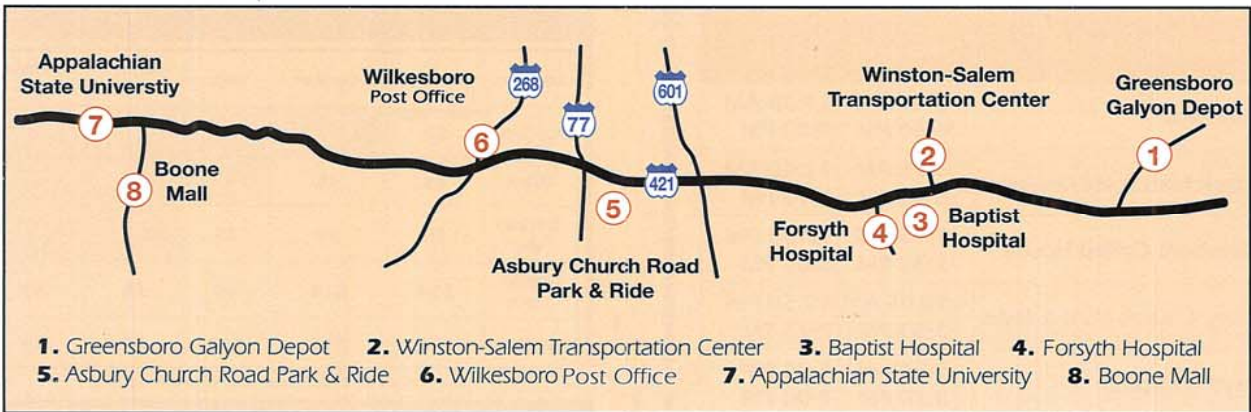 Appalachian
State Universtiy
7
8
Boone
Mall
Wilkesboro
Post Office
6
268
77
601
421
5
Asbury Church Road
Park & Ride
Winston-Salem
Transportation Center
2
Forsyth
Hospital
4
3
Baptist
Hospital
Greensboro
Galyon Depot
1
1. Greensboro Galyon Depot 2. Winston-Salem Transportation Center 3. Baptist Hospital 4. Forsyth Hospital
5. Asbury Church Road Park & Ride 6. Wilkesboro Post Office 7. Appalachian State University 8. Boone Mall